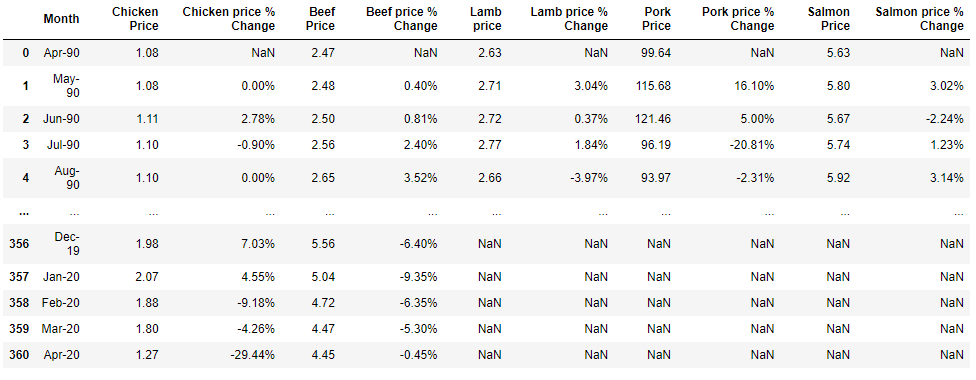 Month Chicken Price Chicken price % Change Beef Price Beef price % Change Lamb price Lamb price % Change Pork Price Pork price % Change Salmon Price Salmon price % Change
0 Apr-90 1.08 NaN 2.47 NaN 2.63 NaN 99.64 NaN 5.63 NaN
1 May-90 1.08 0.00% 2.48 0.40% 2.71 3.04% 115.68 16.10% 5.80 3.02%
2 Jun-90 1.11 2.78% 2.50 0.81% 2.72 0.37% 121.46 5.00% 5.67 -2.24%
3 Jul-90 1.10 -0.90% 2.56 2.40% 2.77 1.84% 96.19 -20.81% 5.74 1.23%
4 Aug-90 1.10 0.00% 2.65 3.52% 2.66 -3.97% 93.97 -2.31% 5.92 3.14%
... ... ... ... ... ... ... ... ... ... ... ...
356 Dec-19 1.98 7.03% 5.56 -6.40% NaN NaN NaN NaN NaN NaN
357 Jan-20 2.07 4.55% 5.04 -9.35% NaN NaN NaN NaN NaN NaN
358 Feb-20 1.88 -9.18% 4.72 -6.35% NaN NaN NaN NaN NaN NaN
359 Mar-20 1.80 -4.26% 4.47 -5.30% NaN NaN NaN NaN NaN NaN
360 Apr-20 1.27 -29.44% 4.45 -0.45% NaN NaN NaN NaN NaN NaN